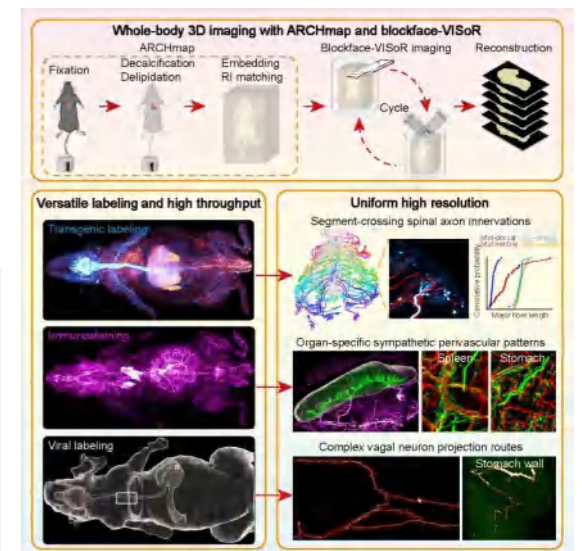 Whole-body 3D imaging with ARCHmap and blockface-VISoR
ARCHmap
Blockface-VISoR imaging
Reconstruction
Fixation
Decalcification
Delipidation
Embedding
RI matching
Cycle
Versatile labeling and high throughput
Transgenic labeling
Immunostaining
Viral labeling
Uniform high resolution
Segment-crossing spinal axon innervations
Cumulative probability
Major fiber length
Organ-specific sympathetic perivascular patterns
Spleen
Stomach
Complex vagal neuron projection routes
Stomach wall